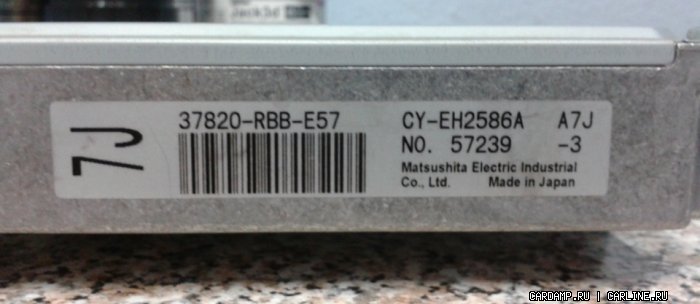 Jack3d
7J
37820-RBB-E57
CY-EH2586A A7J
NO. 57239 -3
Matsushita Electric Industrial
Co., Ltd. Made in Japan
CARDAMP.RU | CARLINE.RU